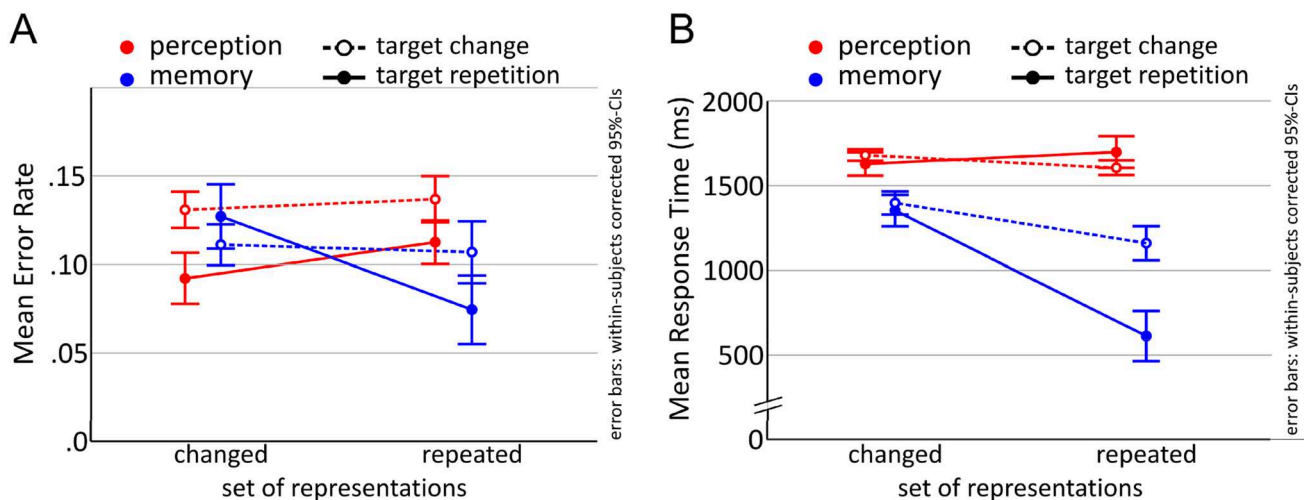 A
perception
target change
memory
target repetition
Mean Error Rate
.15
.10
.05
.0
changed
repeated
set of representations
error bars: within-subjects corrected 95%-CIs
B
perception
target change
memory
target repetition
Mean Response Time (ms)
2000
1500
1000
500
0
changed
repeated
set of representations
error bars: within-subjects corrected 95%-CIs